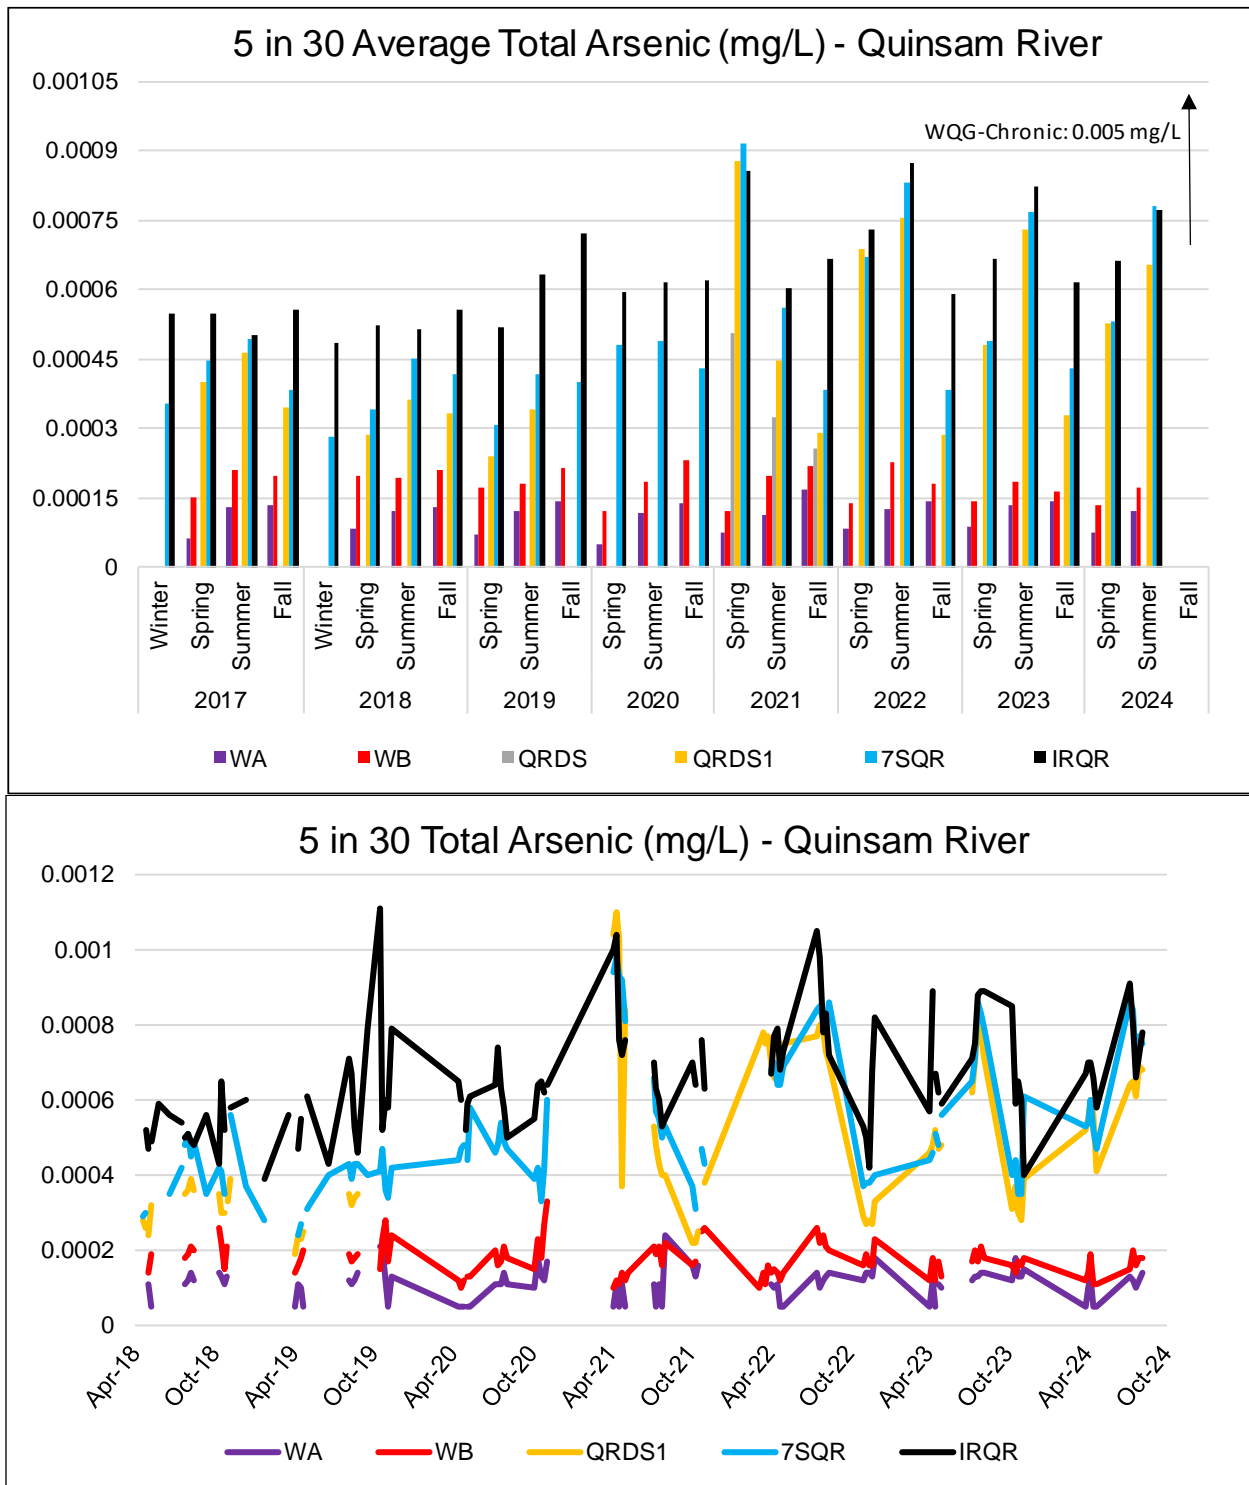 5 in 30 Average Total Arsenic (mg/L) - Quinsam River
0.00105
0.0009
0.00075
0.0006
0.00045
0.0003
0.00015
0
WQG-Chronic: 0.005 mg/L
Winter Spring Summer Fall Winter Spring Summer Fall Spring Summer Fall Spring Summer Fall Spring Summer Fall Spring Summer Fall Spring Summer Fall Spring Summer Fall
2017 2018 2019 2020 2021 2022 2023 2024
WA WB QRDS QRDS1 7SQR IRQR
5 in 30 Total Arsenic (mg/L) - Quinsam River
0.0012
0.001
0.0008
0.0006
0.0004
0.0002
0
Apr-18 Oct-18 Apr-19 Oct-19 Apr-20 Oct-20 Apr-21 Oct-21 Apr-22 Oct-22 Apr-23 Oct-23 Apr-24 Oct-24
WA WB QRDS1 7SQR IRQR